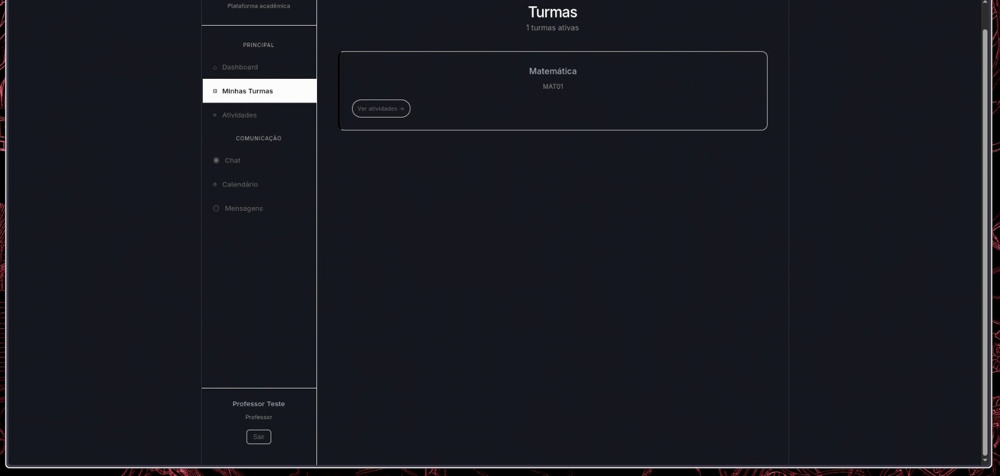 Plataforma acadêmica
PRINCIPAL
Dashboard
Minhas Turmas
Atividades
COMUNICAÇÃO
Chat
Calendário
Mensagens
Professor Teste
Professor
Sair
Turmas
1 turmas ativas
Matemática
MAT01
Ver atividades →